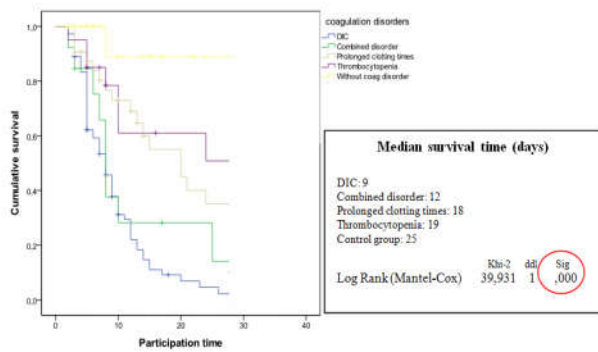 coagulation disorders
DIC
Combined disorder
Prolonged clotting times
Thrombocytopenia
Without coag disorder
1,0
0,8
0,6
0,4
0,2
0,0
0 10 20 30 40
Cumulative survival
Participation time
Median survival time (days)
DIC: 9
Combined disorder: 12
Prolonged clotting times: 18
Thrombocytopenia: 19
Control group: 25
Khi-2 ddl Sig
Log Rank (Mantel-Cox) 39,931 1 ,000